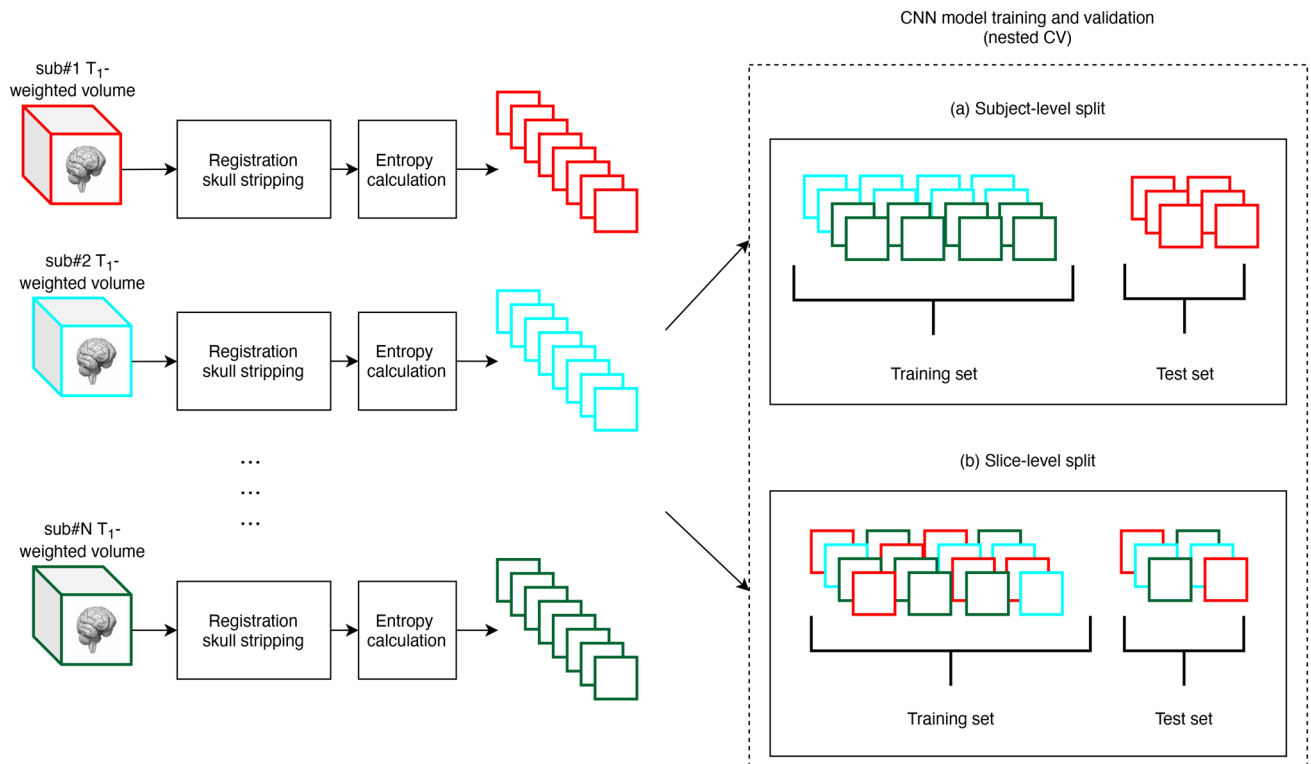 CNN model training and validation
(nested CV)
sub#1 T₁-
weighted volume
Registration
skull stripping
Entropy
calculation
(a) Subject-level split
Training set
Test set
sub#2 T₁-
weighted volume
Registration
skull stripping
Entropy
calculation
...
...
...
(b) Slice-level split
sub#N T₁-
weighted volume
Registration
skull stripping
Entropy
calculation
Training set
Test set